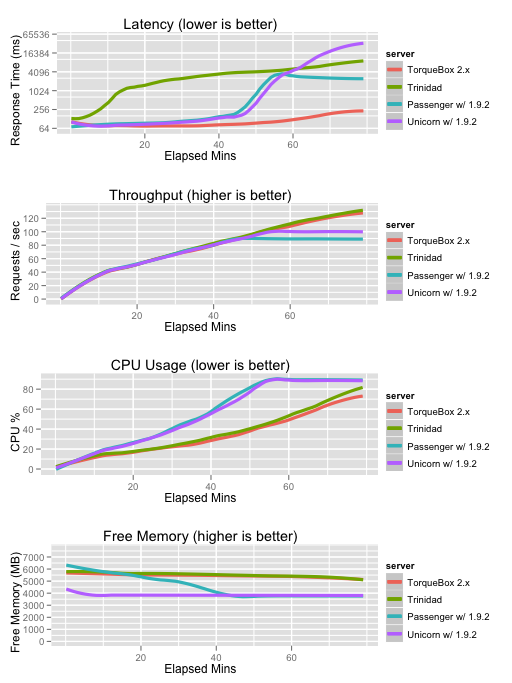 Latency (lower is better)
Response Time (ms)
65536
16384
4096
1024
256
64
20
40
60
Elapsed Mins
server
TorqueBox 2.x
Trinidad
Passenger w/ 1.9.2
Unicorn w/ 1.9.2
Throughput (higher is better)
Requests / sec
120
100
80
60
40
20
0
20
40
60
Elapsed Mins
server
TorqueBox 2.x
Trinidad
Passenger w/ 1.9.2
Unicorn w/ 1.9.2
CPU Usage (lower is better)
CPU %
80
60
40
20
0
20
40
60
Elapsed Mins
server
TorqueBox 2.x
Trinidad
Passenger w/ 1.9.2
Unicorn w/ 1.9.2
Free Memory (higher is better)
Free Memory (MB)
7000
6000
5000
4000
3000
2000
1000
0
20
40
60
Elapsed Mins
server
TorqueBox 2.x
Trinidad
Passenger w/ 1.9.2
Unicorn w/ 1.9.2